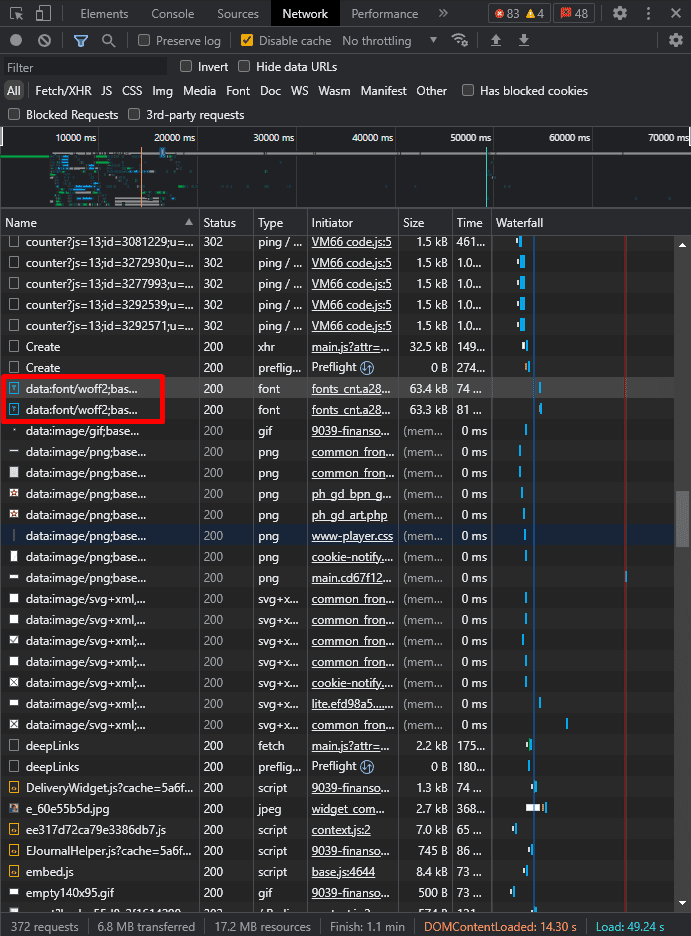 Elements Console Sources Network Performance » 83 4 48
Preserve log Disable cache No throttling
Filter Invert Hide data URLs
All Fetch/XHR JS CSS Img Media Font Doc WS Wasm Manifest Other Has blocked cookies
Blocked Requests 3rd-party requests
10000 ms 20000 ms 30000 ms 40000 ms 50000 ms 60000 ms 70000 ms
Name Status Type Initiator Size Time Waterfall
counter?js=13;id=3081229;u=... 302 ping / ... VM66 code.js:5 1.5 kB 461...
counter?js=13;id=3272930;u=... 302 ping / ... VM66 code.js:5 1.5 kB 1.0...
counter?js=13;id=3277993;u=... 302 ping / ... VM66 code.js:5 1.5 kB 1.0...
counter?js=13;id=3292539;u=... 302 ping / ... VM66 code.js:5 1.5 kB 1.0...
counter?js=13;id=3292571;u=... 302 ping / ... VM66 code.js:5 1.5 kB 1.0...
Create 200 xhr main.js?attr=... 32.5 kB 149...
Create 200 preflig... Preflight 0 B 274...
data:font/woff2;bas... 200 font fonts_cnt.a28... 63.4 kB 74 ...
data:font/woff2;bas... 200 font fonts_cnt.a28... 63.3 kB 81 ...
data:image/gif;base... 200 gif 9039-finanso... (mem... 0 ms
data:image/png;base... 200 png common_fron... (mem... 0 ms
data:image/png;base... 200 png common_fron... (mem... 0 ms
data:image/png;base... 200 png ph_gd_bpn_g... (mem... 0 ms
data:image/png;base... 200 png ph_gd_art.php (mem... 0 ms
data:image/png;base... 200 png www-player.css (mem... 0 ms
data:image/png;base... 200 png cookie-notify.... (mem... 0 ms
data:image/png;base... 200 png main.cd67f12... (mem... 0 ms
data:image/svg+xml,... 200 svg+x... common_fron... (mem... 0 ms
data:image/svg+xml,... 200 svg+x... common_fron... (mem... 0 ms
data:image/svg+xml;... 200 svg+x... common_fron... (mem... 0 ms
data:image/svg+xml;... 200 svg+x... common_fron... (mem... 0 ms
data:image/svg+xml;... 200 svg+x... cookie-notify.... (mem... 0 ms
data:image/svg+xml;... 200 svg+x... lite.efd98a5..... (mem... 0 ms
data:image/svg+xml;... 200 svg+x... common_fron... (mem... 0 ms
deepLinks 200 fetch main.js?attr=... 2.2 kB 175...
deepLinks 200 preflig... Preflight 0 B 180...
DeliveryWidget.js?cache=5a6f... 200 script 9039-finanso... 1.3 kB 74 ...
e_60e55b5d.jpg 200 jpeg widget_com... 2.7 kB 368...
ee317d72ca79e3386db7.js 200 script context.js:2 7.0 kB 65 ...
EJournalHelper.js?cache=5a6f... 200 script 9039-finanso... 745 B 86 ...
embed.js 200 script base.js:4644 8.4 kB 73 ...
empty140x95.gif 200 gif 9039-finanso... 500 B 73 ...
372 requests 6.8 MB transferred 17.2 MB resources Finish: 1.1 min DOMContentLoaded: 14.30 s Load: 49.24 s